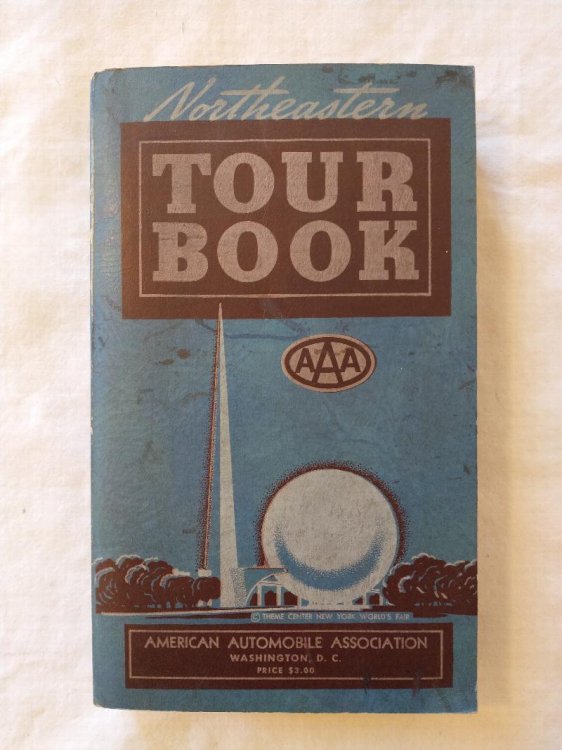 Northeastern
TOUR
BOOK
AAA
© THEME CENTER NEW YORK WORLD'S FAIR
AMERICAN AUTOMOBILE ASSOCIATION
WASHINGTON, D. C.
PRICE $3.00